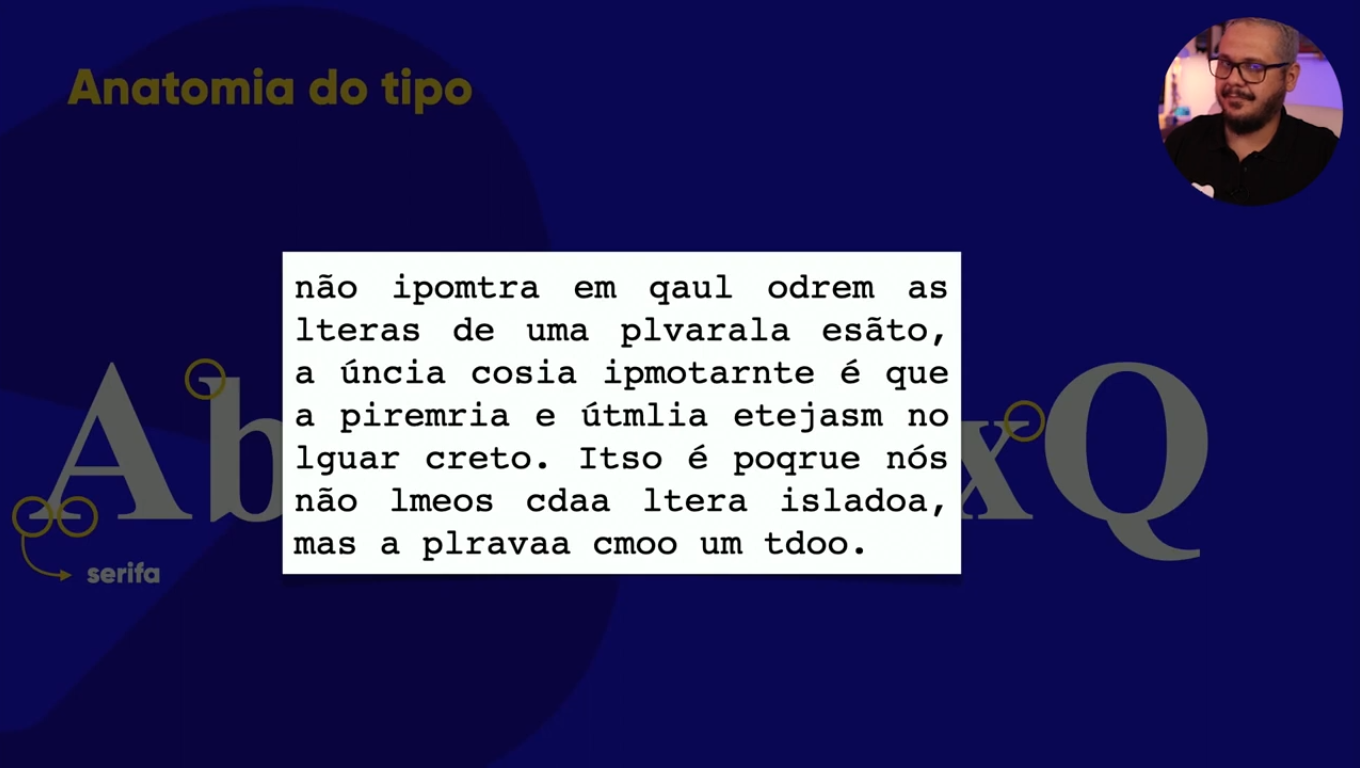 Anatomia do tipo
não ipomtra em qaul odrem as
lteras de uma plvarala esãto,
a úncia cosia ipmotarnte é que
a piremria e útmlia etejasm no
lguar creto. Itso é poqrue nós
não lmeos cdaa ltera isladoa,
mas a plravaa cmoo um tdoo.
Ab xQ
serifa